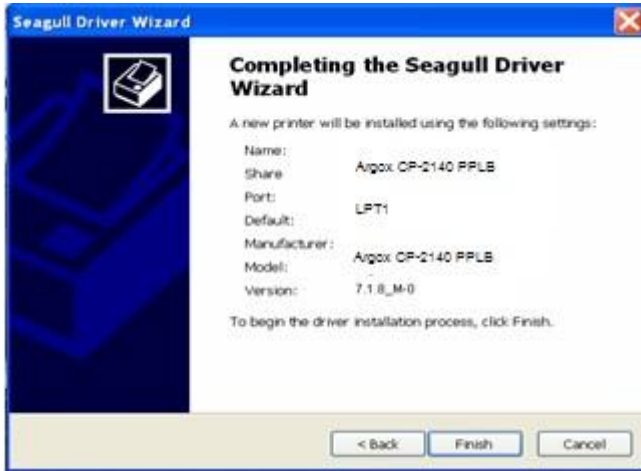 Seagull Driver Wizard
Completing the Seagull Driver
Wizard
A new printer will be installed using the following settings:
Name:
Share
Argox CP-2140 PPLB
Port:
LPT1
Default:
Manufacturer:
Argox CP-2140 PPLB
Model:
Version: 7.1.8_M-0
To begin the driver installation process, click Finish.
< Back Finish Cancel